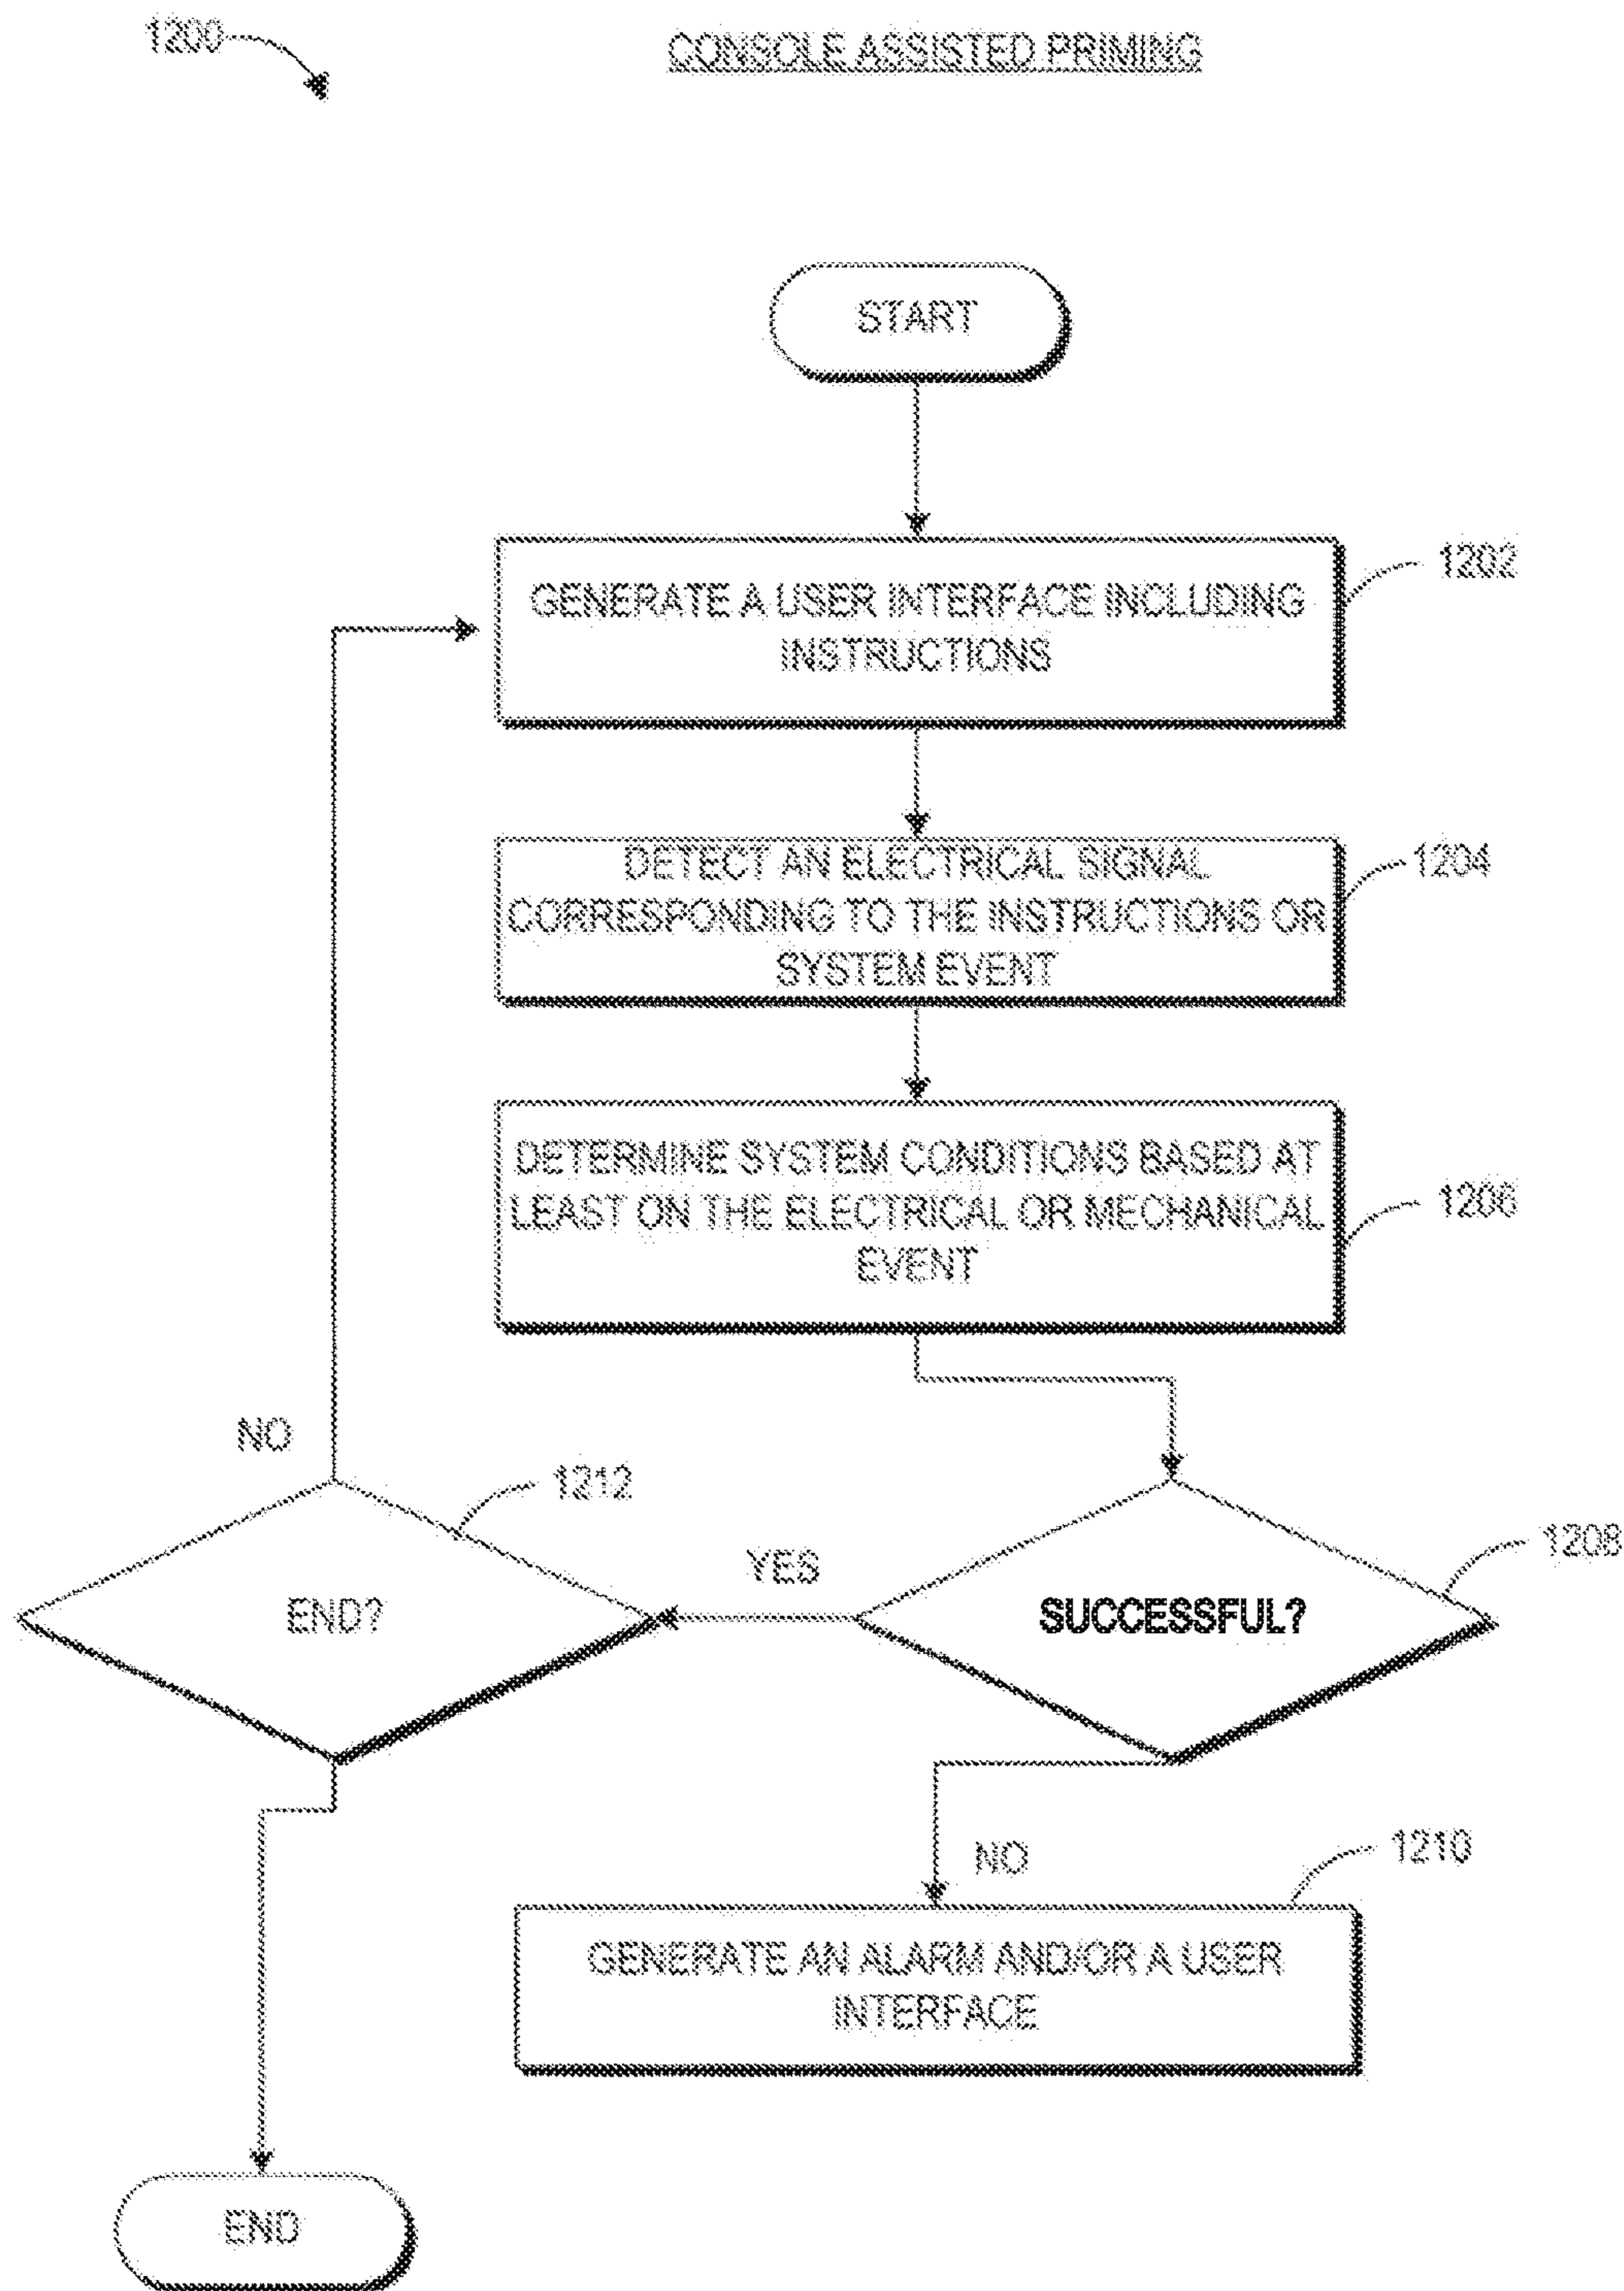 1200
CONSOLE ASSISTED PRIMING
START
GENERATE A USER INTERFACE INCLUDING
INSTRUCTIONS
1202
DETECT AN ELECTRICAL SIGNAL
CORRESPONDING TO THE INSTRUCTIONS OR
SYSTEM EVENT
1204
DETERMINE SYSTEM CONDITIONS BASED AT
LEAST ON THE ELECTRICAL OR MECHANICAL
EVENT
1206
NO
1212
END?
YES
SUCCESSFUL?
1208
NO
1210
GENERATE AN ALARM AND/OR A USER
INTERFACE
END